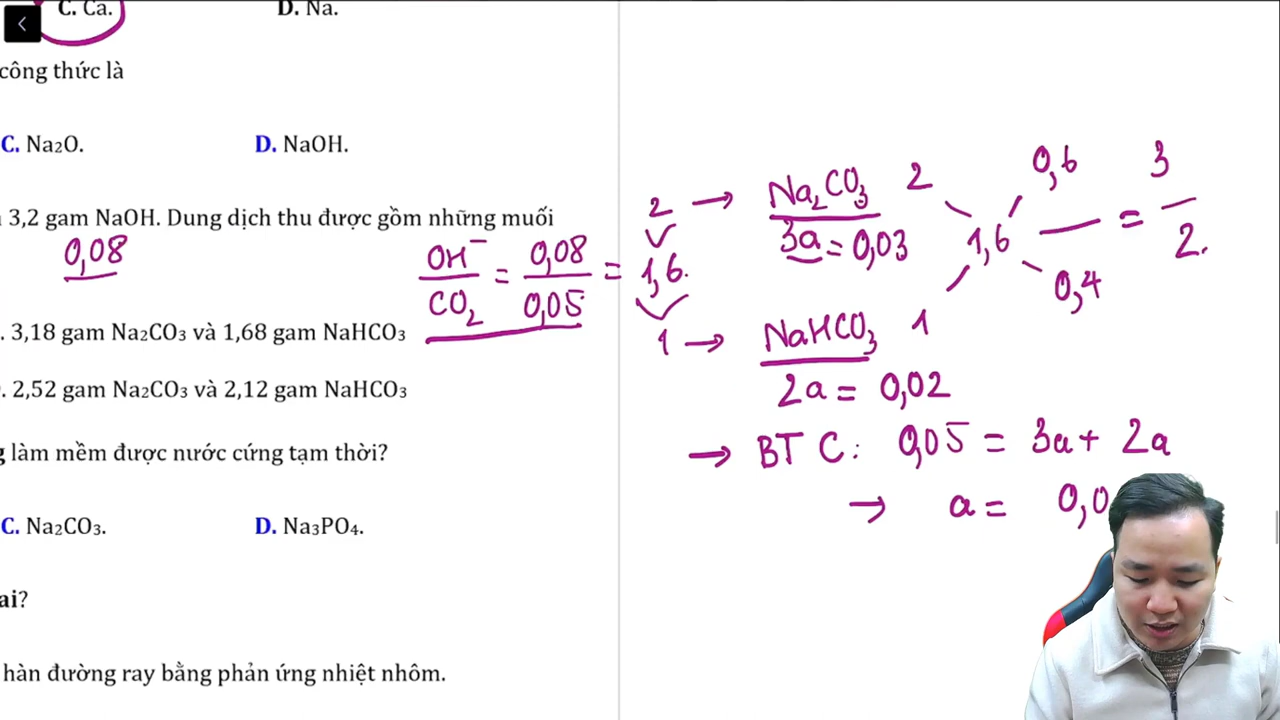 C. Ca.
D. Na.
công thức là
C. Na₂O.
D. NaOH.
3,2 gam NaOH. Dung dịch thu được gồm những muối
0,08
OH⁻ / CO₂ = 0,08 / 0,05 = 1,6.
2 → Na₂CO₃
3a = 0,03
1 → NaHCO₃
2a = 0,02
2
1
1,6
0,6
0,4
= 3 / 2.
. 3,18 gam Na₂CO₃ và 1,68 gam NaHCO₃
. 2,52 gam Na₂CO₃ và 2,12 gam NaHCO₃
→ BT C: 0,05 = 3a + 2a
→ a = 0,0
làm mềm được nước cứng tạm thời?
C. Na₂CO₃.
D. Na₃PO₄.
ai?
hàn đường ray bằng phản ứng nhiệt nhôm.